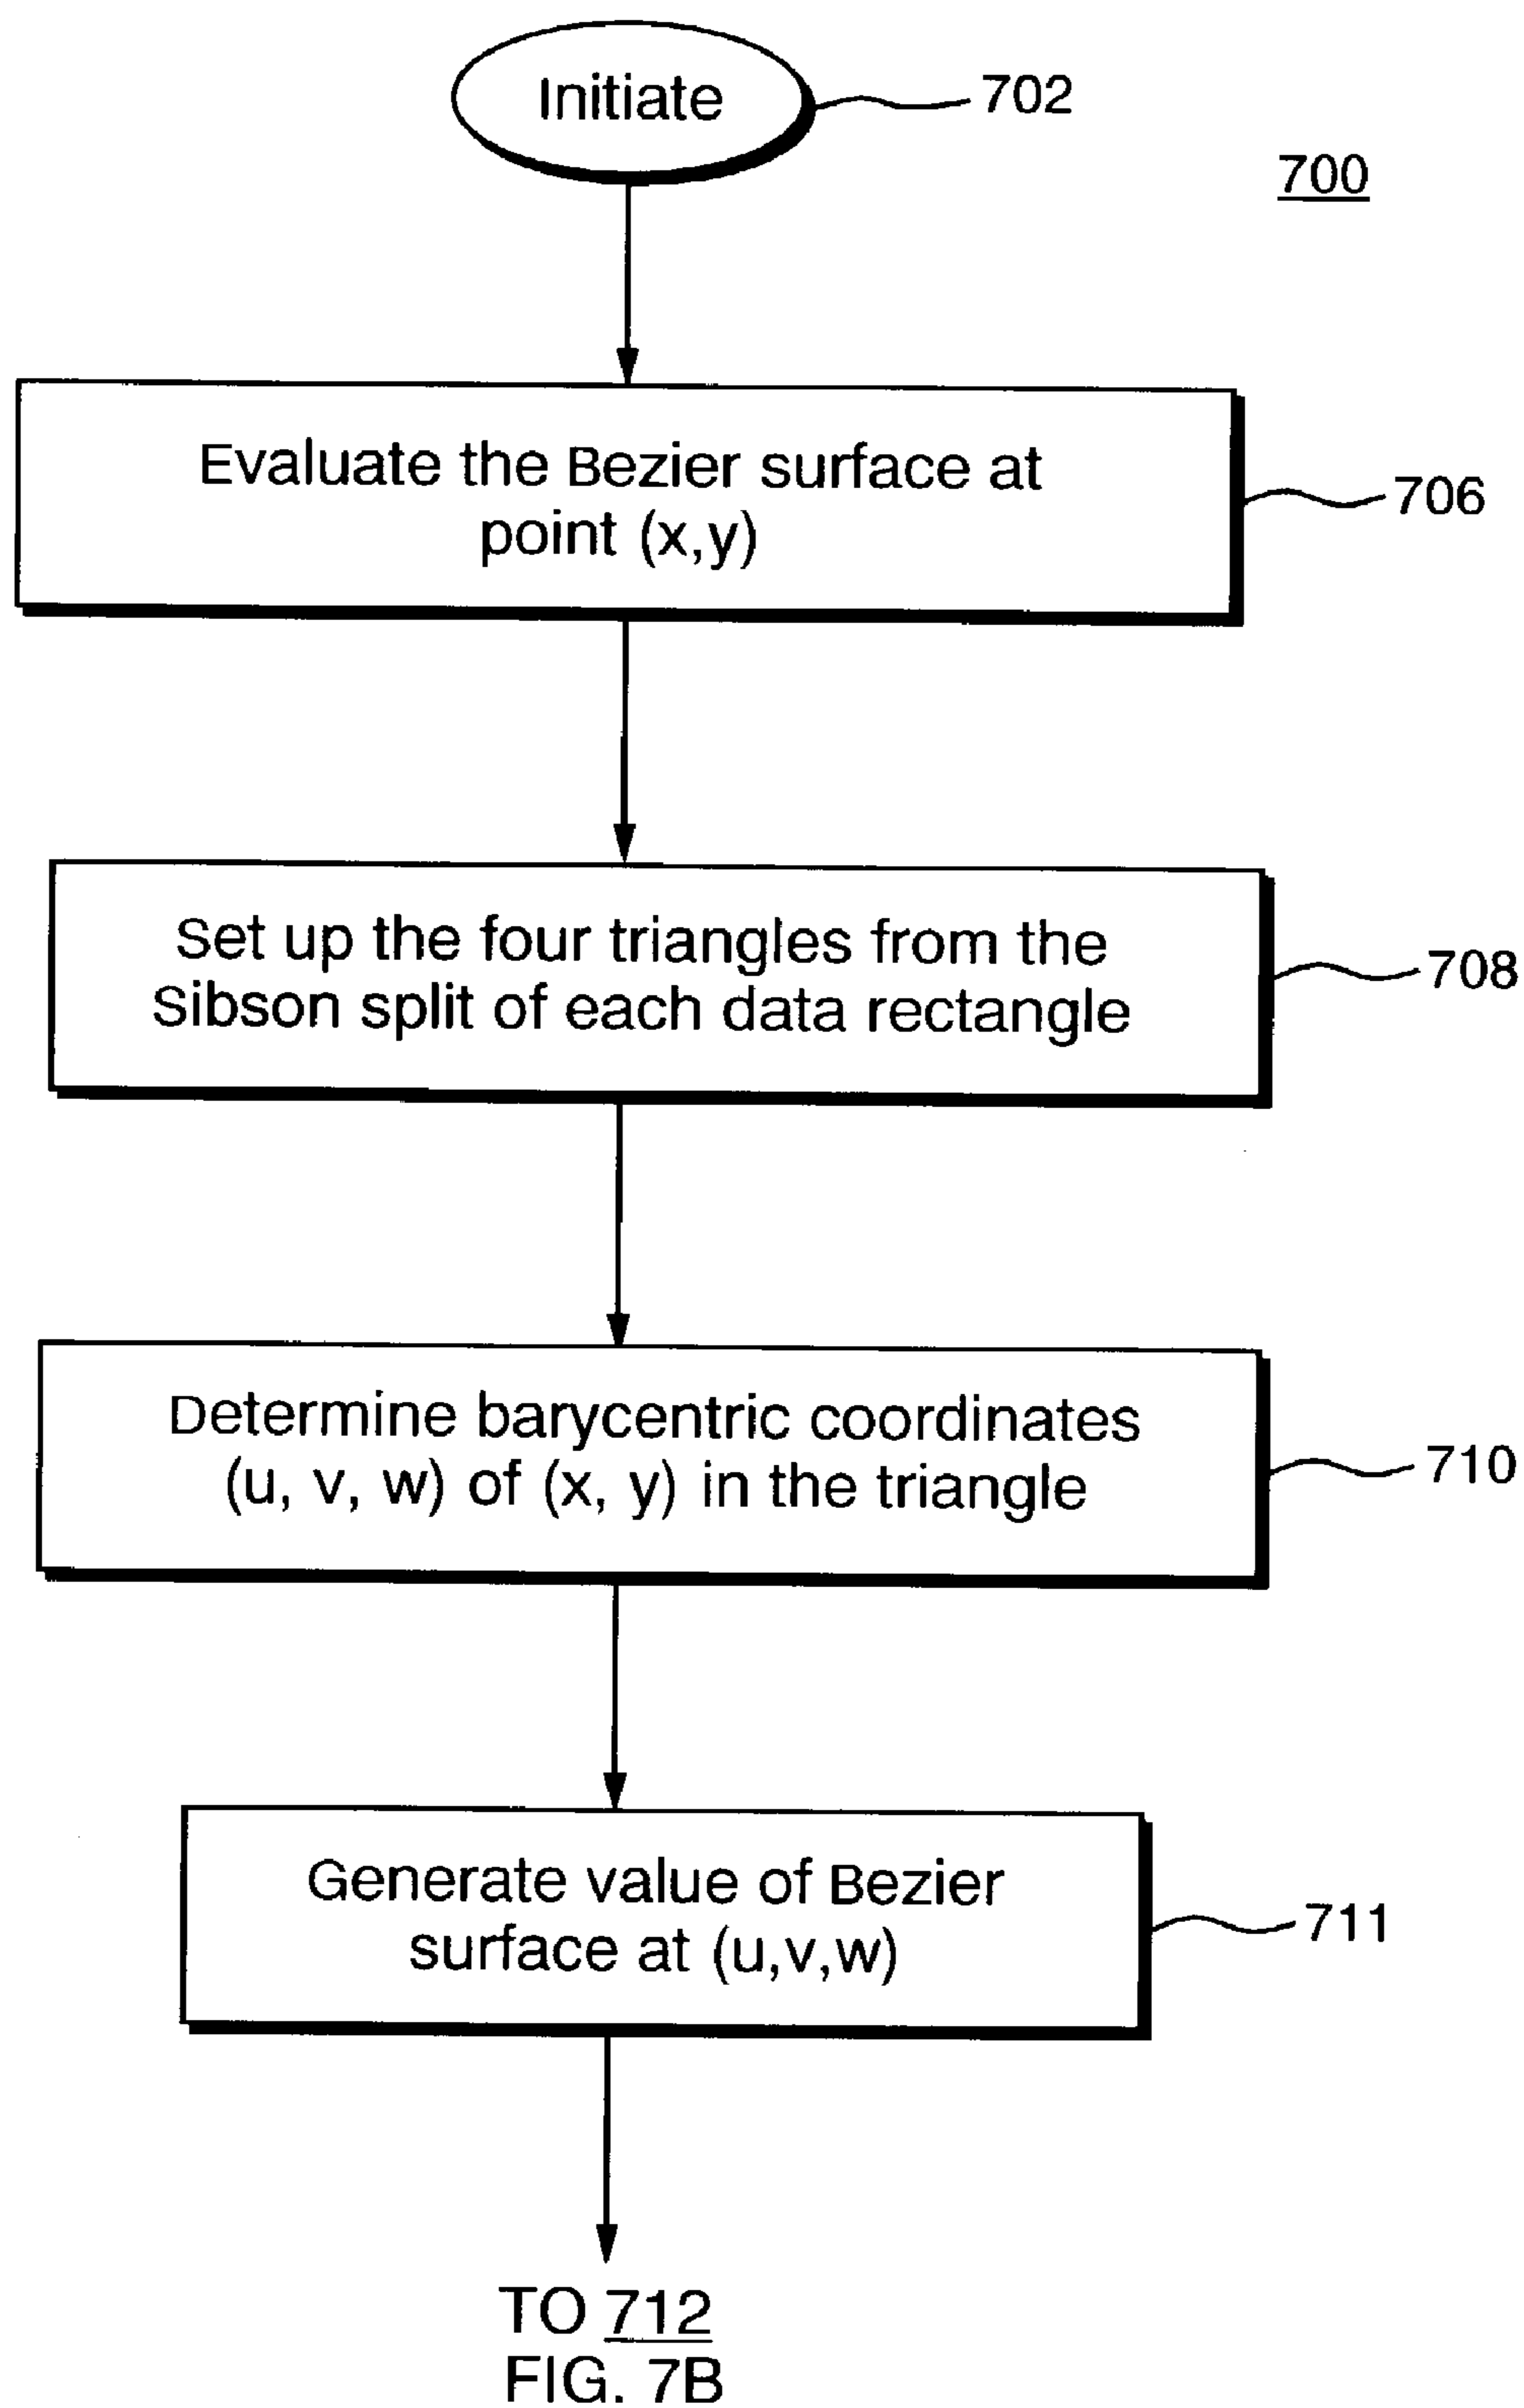 Initiate
702
700
Evaluate the Bezier surface at
point (x,y)
706
Set up the four triangles from the
Sibson split of each data rectangle
708
Determine barycentric coordinates
(u, v, w) of (x, y) in the triangle
710
Generate value of Bezier
surface at (u,v,w)
711
TO 712
FIG. 7B